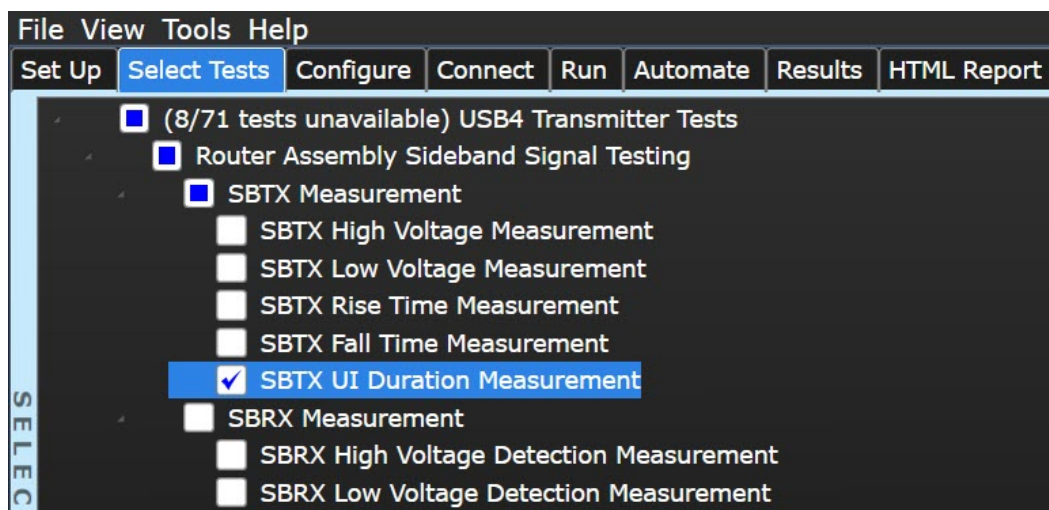 File View Tools Help
Set Up Select Tests Configure Connect Run Automate Results HTML Report
(8/71 tests unavailable) USB4 Transmitter Tests
Router Assembly Sideband Signal Testing
SBTX Measurement
SBTX High Voltage Measurement
SBTX Low Voltage Measurement
SBTX Rise Time Measurement
SBTX Fall Time Measurement
SBTX UI Duration Measurement
SBRX Measurement
SBRX High Voltage Detection Measurement
SBRX Low Voltage Detection Measurement
SELEC